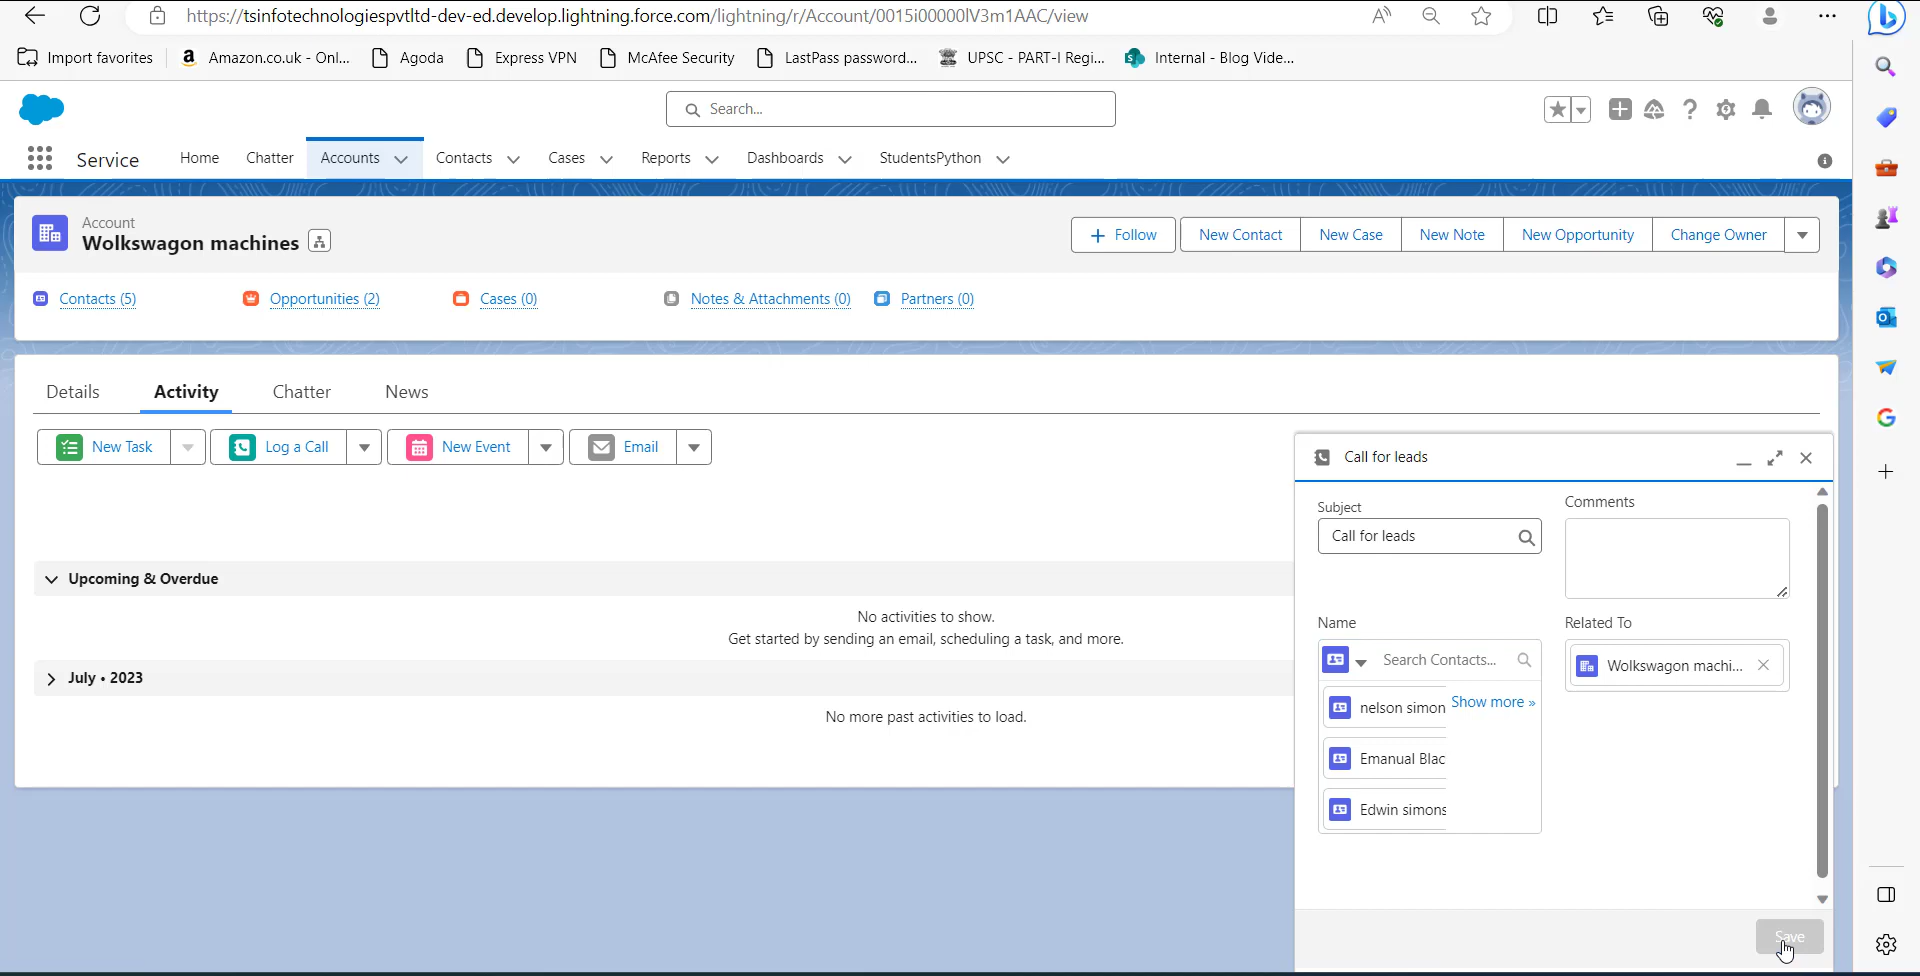 https://tsinfotechnologiespvtltd-dev-ed.develop.lightning.force.com/lightning/r/Account/0015i00000lV3m1AAC/view
Import favorites
Amazon.co.uk - Onl...
Agoda
Express VPN
McAfee Security
LastPass password...
UPSC - PART-I Regi...
Internal - Blog Vide...
Search...
Service
Home
Chatter
Accounts
Contacts
Cases
Reports
Dashboards
StudentsPython
Account
Wolkswagon machines
Follow
New Contact
New Case
New Note
New Opportunity
Change Owner
Contacts (5)
Opportunities (2)
Cases (0)
Notes & Attachments (0)
Partners (0)
Details
Activity
Chatter
News
New Task
Log a Call
New Event
Email
Upcoming & Overdue
No activities to show.
Get started by sending an email, scheduling a task, and more.
July • 2023
No more past activities to load.
Call for leads
Subject
Call for leads
Comments
Name
Search Contacts...
nelson simon
Show more »
Emanual Blac
Edwin simons
Related To
Wolkswagon machi...
Save